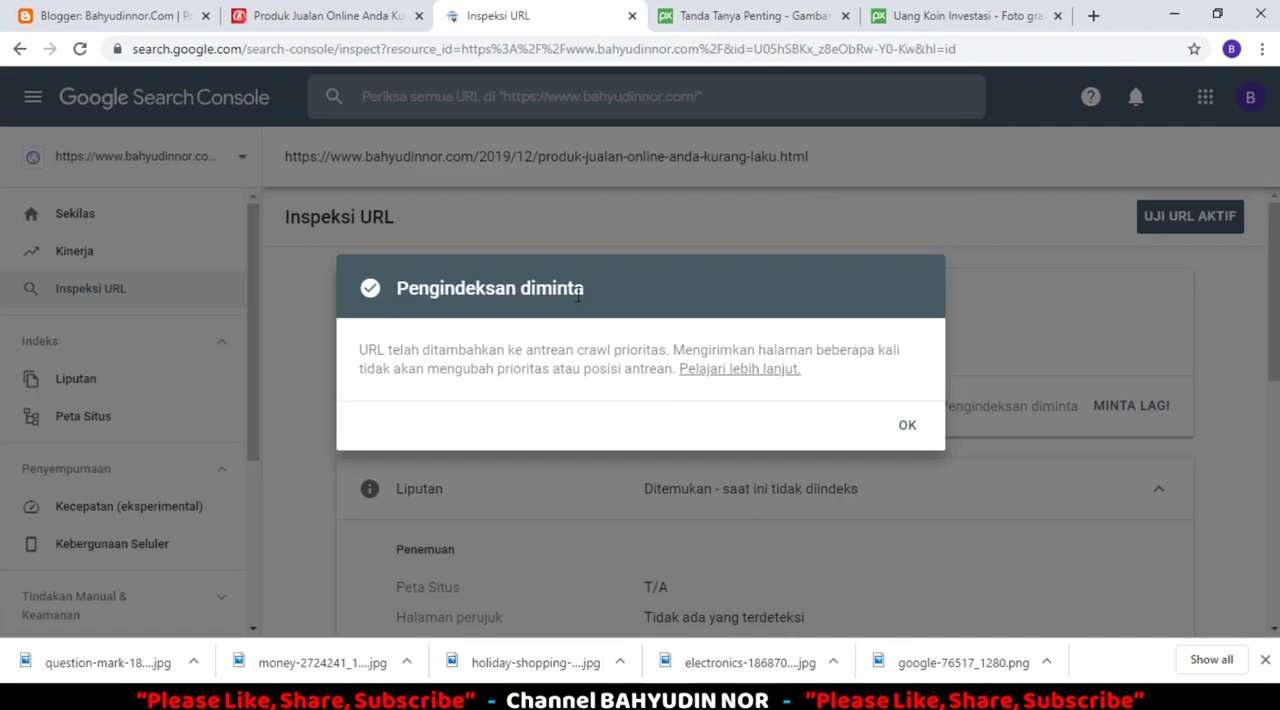 Blogger: Bahyudinnor.Com | P
Produk Jualan Online Anda Ku
Inspeksi URL
Tanda Tanya Penting - Gambar
Uang Koin Investasi - Foto gra
search.google.com/search-console/inspect?resource_id=https%3A%2F%2Fwww.bahyudinnor.com%2F&id=U05hSBKx_z8eObRw-Y0-Kw&hl=id
B
Google Search Console
Periksa semua URL di "https://www.bahyudinnor.com/"
B
https://www.bahyudinnor.co...
https://www.bahyudinnor.com/2019/12/produk-jualan-online-anda-kurang-laku.html
Sekilas
Kinerja
Inspeksi URL
Indeks
Liputan
Peta Situs
Penyempurnaan
Kecepatan (eksperimental)
Kebergunaan Seluler
Tindakan Manual &
Keamanan
Inspeksi URL
UJI URL AKTIF
Pengindeksan diminta
URL telah ditambahkan ke antrean crawl prioritas. Mengirimkan halaman beberapa kali
tidak akan mengubah prioritas atau posisi antrean. Pelajari lebih lanjut.
OK
Pengindeksan diminta MINTA LAGI
Liputan Ditemukan - saat ini tidak diindeks
Penemuan
Peta Situs T/A
Halaman perujuk Tidak ada yang terdeteksi
question-mark-18....jpg
money-2724241_1....jpg
holiday-shopping-....jpg
electronics-186870....jpg
google-76517_1280.png
Show all
"Please Like, Share, Subscribe" - Channel BAHYUDIN NOR - "Please Like, Share, Subscribe"